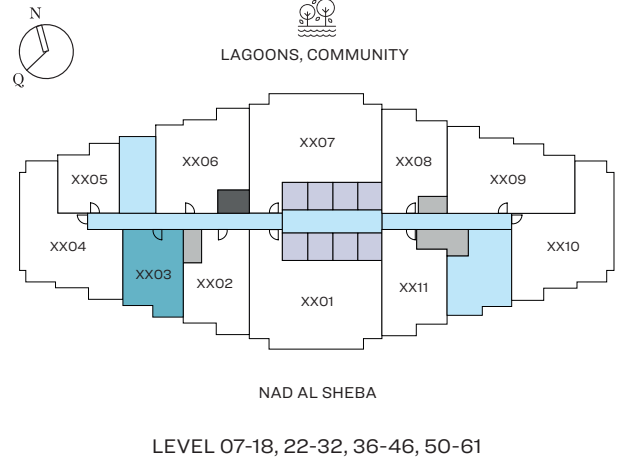 N
Q
LAGOONS, COMMUNITY
XX07
XX06
XX08
XX05
XX09
XX04
XX10
XX03
XX02
XX11
XX01
NAD AL SHEBA
LEVEL 07-18, 22-32, 36-46, 50-61